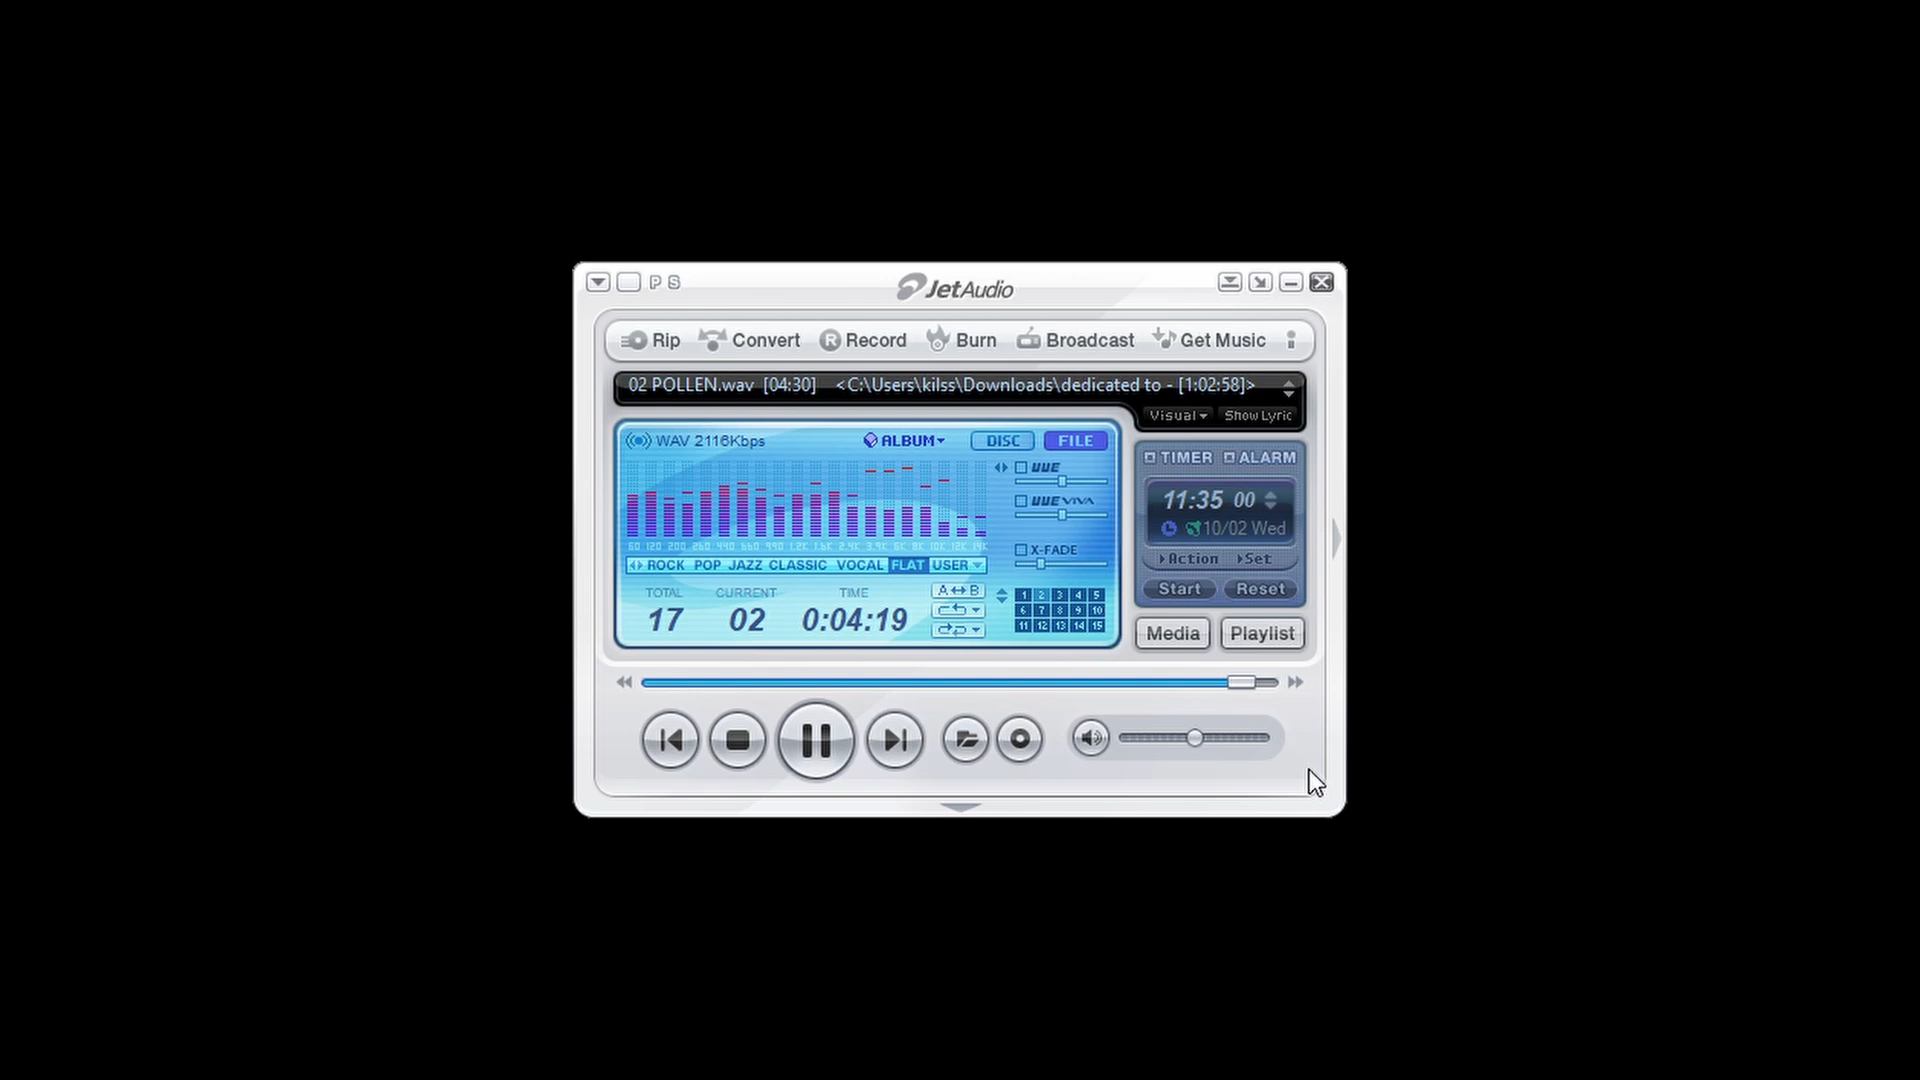 P S
JetAudio
Rip Convert Record Burn Broadcast Get Music
02 POLLEN.wav [04:30] <C:\Users\kilss\Downloads\dedicated to - [1:02:58]>
Visual Show Lyric
WAV 2116Kbps ALBUM DISC FILE
TIMER ALARM
UUE
UUE VIVA
11:35 00
10/02 Wed
X-FADE
Action Set
ROCK POP JAZZ CLASSIC VOCAL FLAT USER
TOTAL CURRENT TIME
A B
Start Reset
17 02 0:04:19
1 2 3 4 5
6 7 8 9 10
11 12 13 14 15
Media Playlist